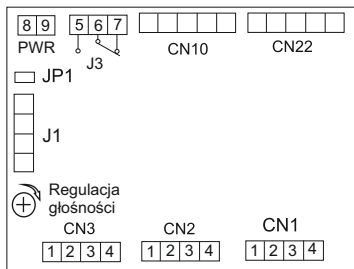 8 9 5 6 7
PWR J3 CN10 CN22
JP1
J1
Regulacja
głośności
CN3 CN2 CN1
1 2 3 4 1 2 3 4 1 2 3 4